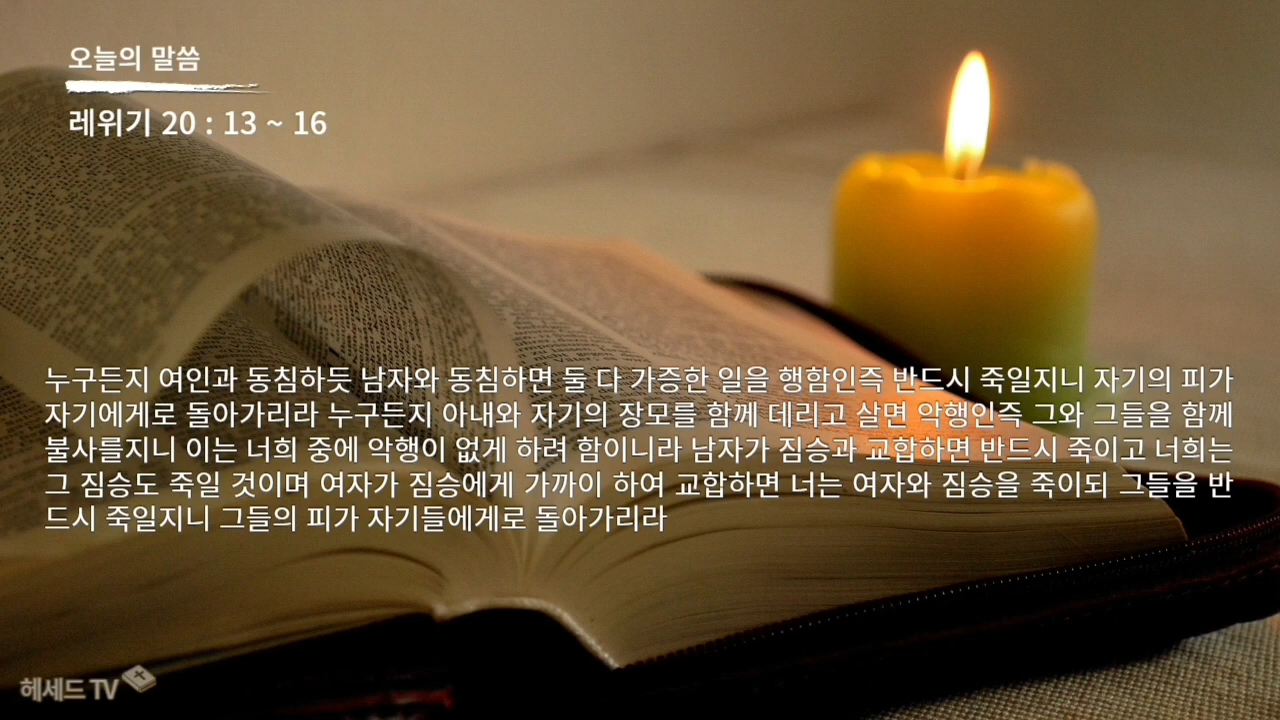 오늘의 말씀
레위기 20 : 13 ~ 16
누구든지 여인과 동침하듯 남자와 동침하면 둘 다 가증한 일을 행함인즉 반드시 죽일지니 자기의 피가
자기에게로 돌아가리라 누구든지 아내와 자기의 장모를 함께 데리고 살면 악행인즉 그와 그들을 함께
불사를지니 이는 너희 중에 악행이 없게 하려 함이니라 남자가 짐승과 교합하면 반드시 죽이고 너희는
그 짐승도 죽일 것이며 여자가 짐승에게 가까이 하여 교합하면 너는 여자와 짐승을 죽이되 그들을 반
드시 죽일지니 그들의 피가 자기들에게로 돌아가리라
헤세드 TV